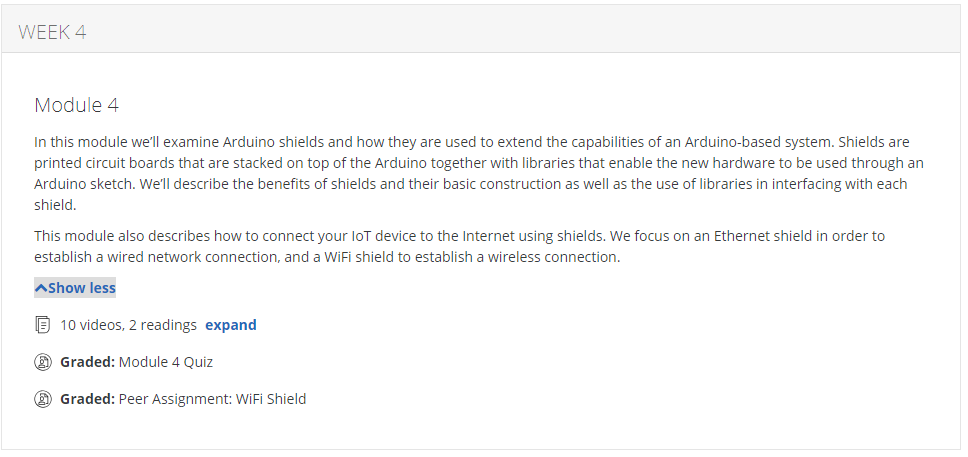 WEEK 4
Module 4
In this module we’ll examine Arduino shields and how they are used to extend the capabilities of an Arduino-based system. Shields are
printed circuit boards that are stacked on top of the Arduino together with libraries that enable the new hardware to be used through an
Arduino sketch. We’ll describe the benefits of shields and their basic construction as well as the use of libraries in interfacing with each
shield.
This module also describes how to connect your IoT device to the Internet using shields. We focus on an Ethernet shield in order to
establish a wired network connection, and a WiFi shield to establish a wireless connection.
Show less
10 videos, 2 readings expand
Graded: Module 4 Quiz
Graded: Peer Assignment: WiFi Shield